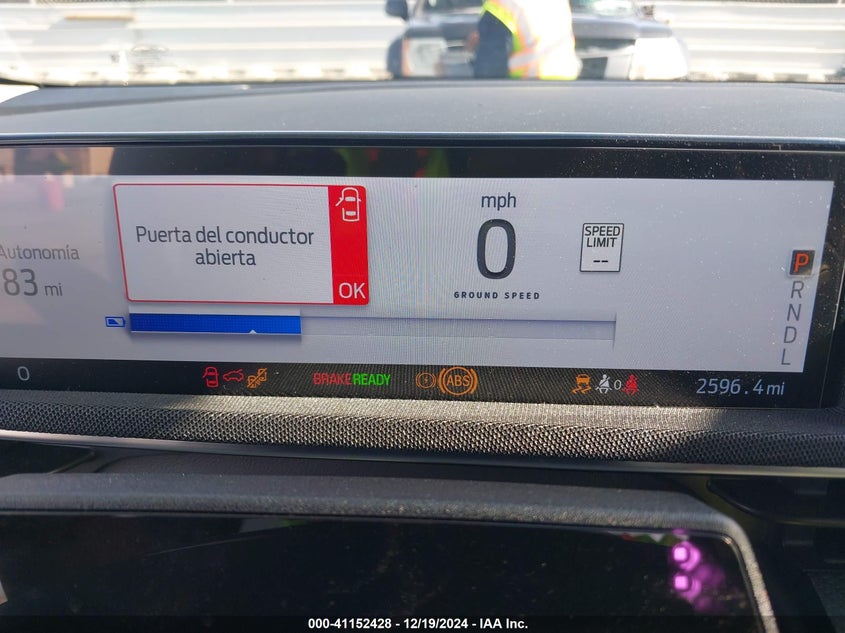 mph
Puerta del conductor
abierta
OK
0
GROUND SPEED
SPEED
LIMIT
--
Autonomía
83 mi
P
R
N
D
L
0
BRAKE READY
ABS
0
2596.4 mi
000-41152428 - 12/19/2024 - IAA Inc.